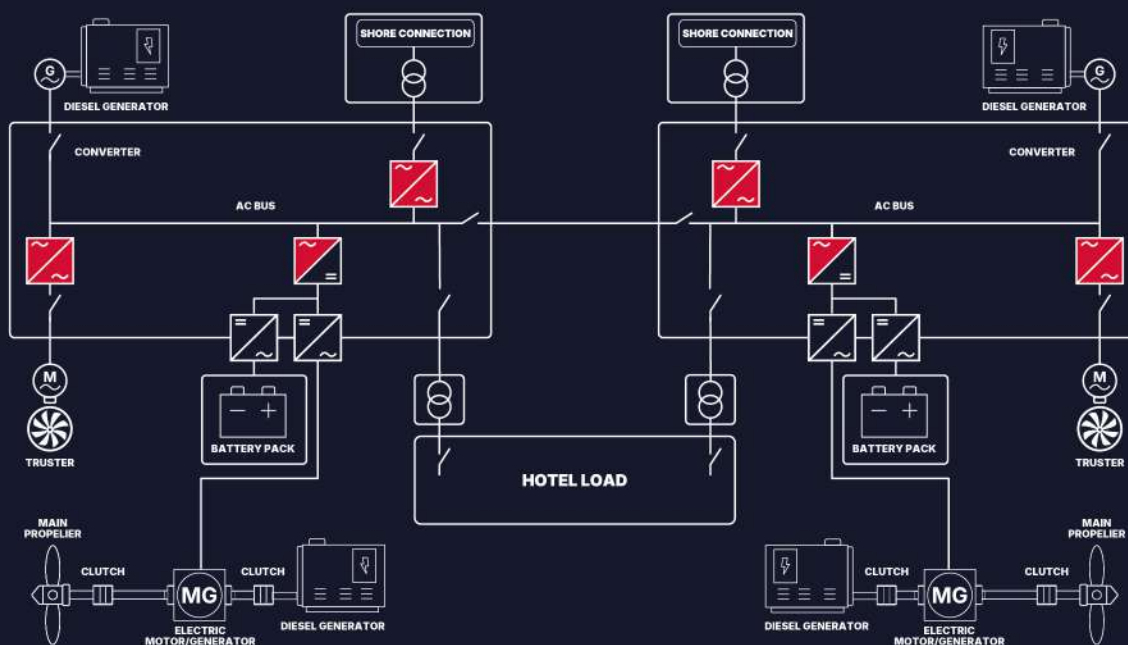 SHORE CONNECTION
SHORE CONNECTION
G
G
DIESEL GENERATOR
DIESEL GENERATOR
CONVERTER
CONVERTER
AC BUS
AC BUS
M
M
BATTERY PACK
BATTERY PACK
TRUSTER
TRUSTER
HOTEL LOAD
MAIN
PROPELIER
MAIN
PROPELIER
CLUTCH
CLUTCH
CLUTCH
CLUTCH
MG
MG
DIESEL GENERATOR
DIESEL GENERATOR
ELECTRIC
MOTOR/GENERATOR
ELECTRIC
MOTOR/GENERATOR